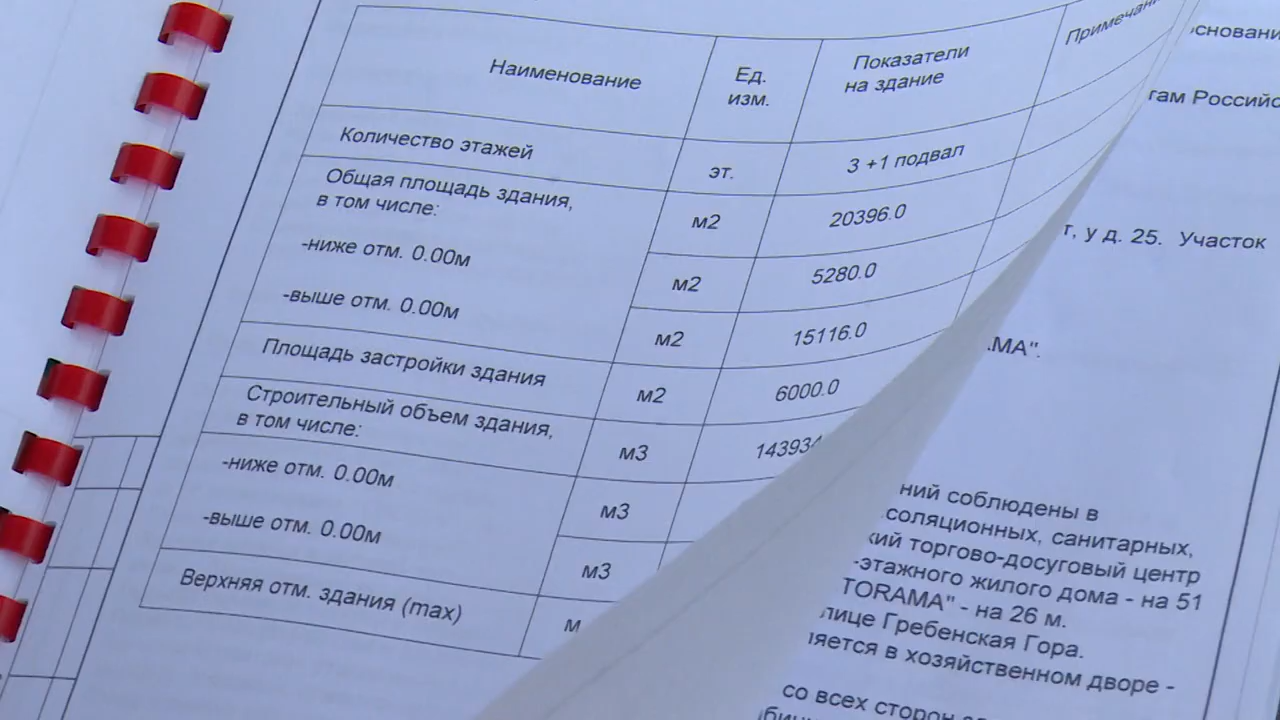 Наименование
Ед.
изм.
Показатели
на здание
Примечан
Количество этажей
эт.
3 +1 подвал
Общая площадь здания,
в том числе:
м2
20396.0
-ниже отм. 0.00м
м2
5280.0
-выше отм. 0.00м
м2
15116.0
Площадь застройки здания
м2
6000.0
Строительный объем здания,
в том числе:
м3
14393
-ниже отм. 0.00м
м3
-выше отм. 0.00м
м3
Верхняя отм. здания (max)
м
сновани
там Российс
т, у д. 25. Участок
МА".
ний соблюдены в
соляционных, санитарных,
кий торгово-досуговый центр
-этажного жилого дома - на 51
TORAMA" - на 26 м.
лице Гребенская Гора.
яется в хозяйственном дворе -
со всех сторон